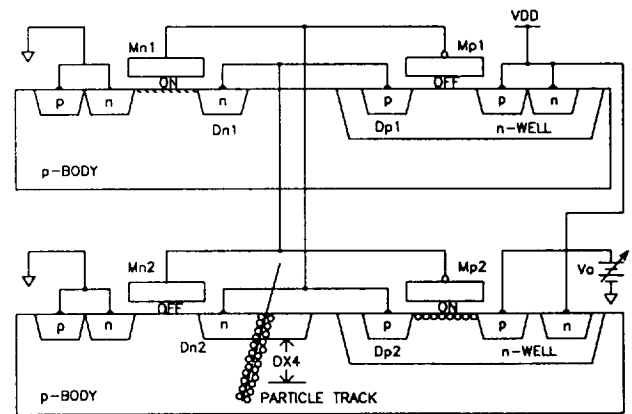 VDD
Mn1
Mp1
ON
OFF
p
n
n
p
p
n
Dn1
Dp1
n-WELL
p-BODY
Mn2
Mp2
Vo
OFF
ON
p
n
n
p
p
n
Dn2
DX4
Dp2
n-WELL
p-BODY
PARTICLE TRACK